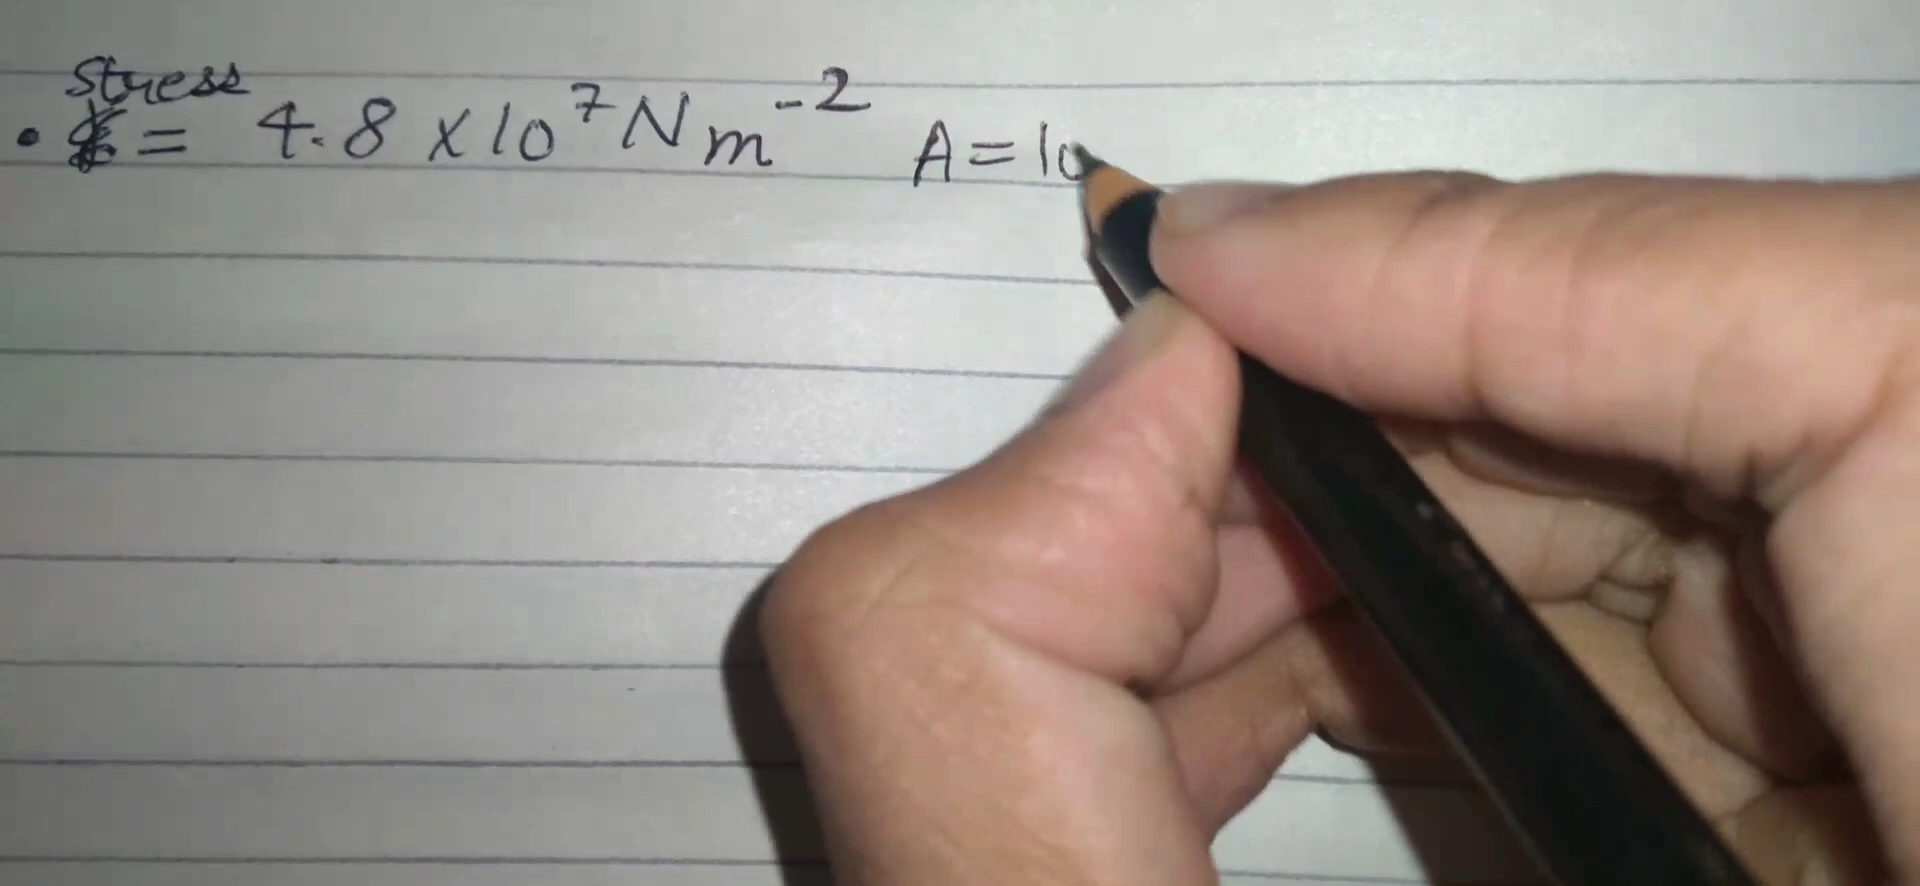 Stress
• = 4.8 x 10⁷ N m⁻² A = 10